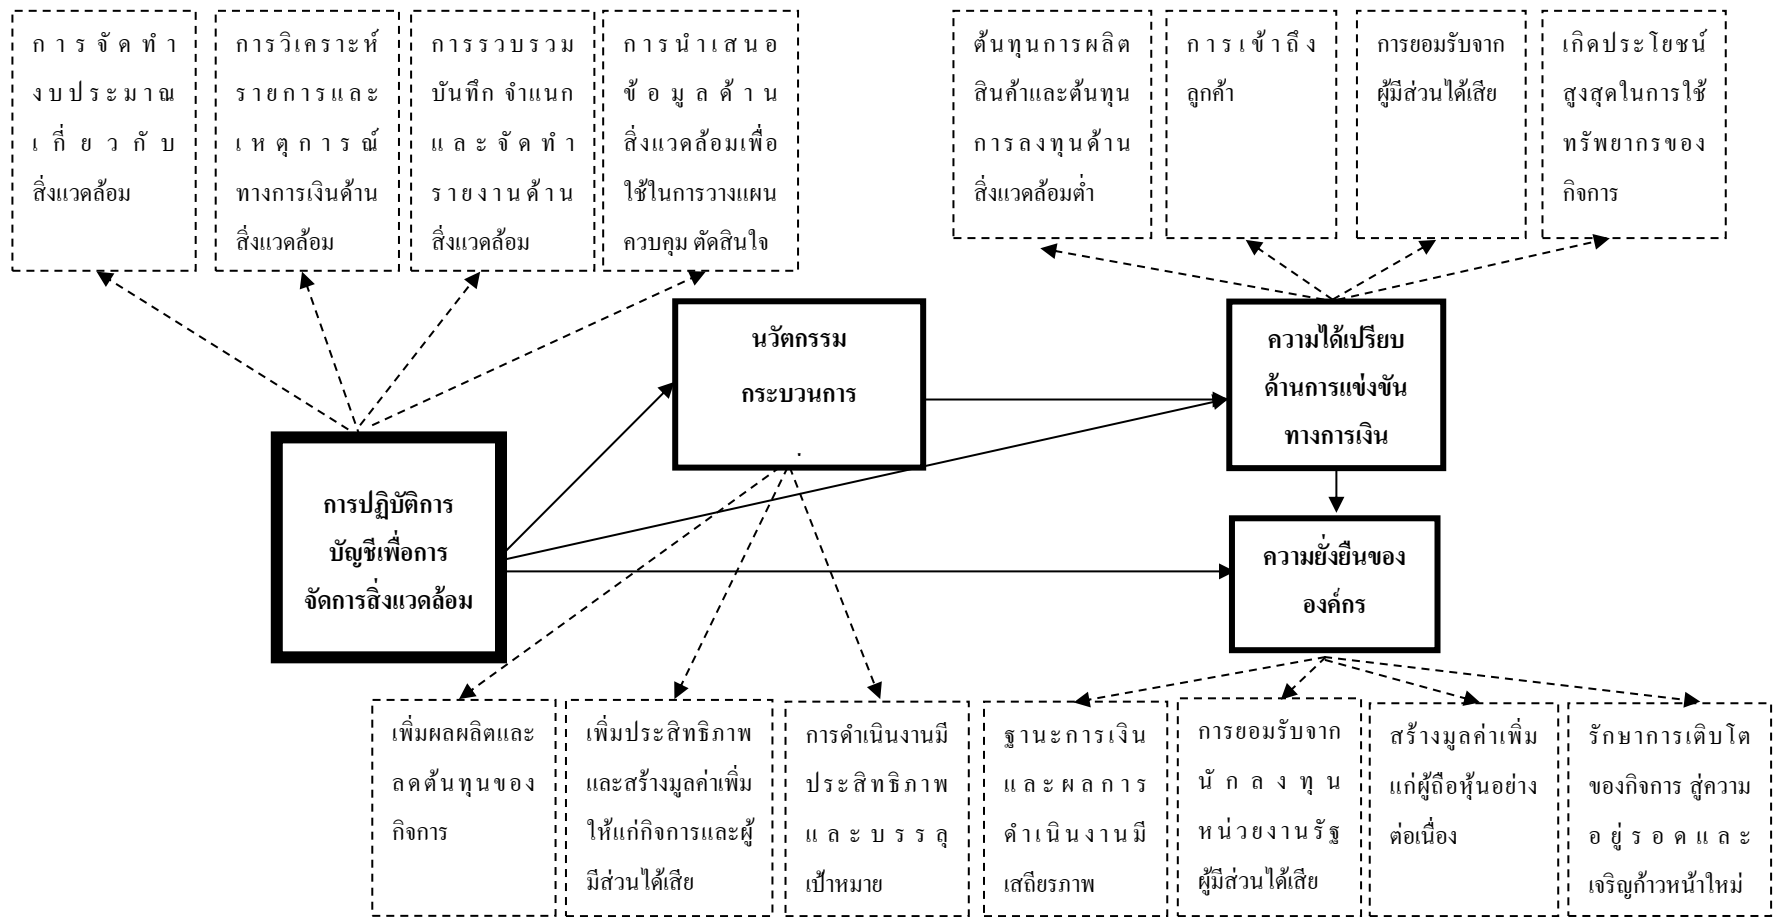 การจัดทำ
งบประมาณ
เกี่ยวกับ
สิ่งแวดล้อม
การวิเคราะห์
รายการและ
เหตุการณ์
ทางการเงินด้าน
สิ่งแวดล้อม
การรวบรวม
บันทึก จำแนก
และจัดทำ
รายงานด้าน
สิ่งแวดล้อม
การนำเสนอ
ข้อมูลด้าน
สิ่งแวดล้อมเพื่อ
ใช้ในการวางแผน
ควบคุม ตัดสินใจ
ต้นทุนการผลิต
สินค้าและต้นทุน
การลงทุนด้าน
สิ่งแวดล้อมต่ำ
การเข้าถึง
ลูกค้า
การยอมรับจาก
ผู้มีส่วนได้เสีย
เกิดประโยชน์
สูงสุดในการใช้
ทรัพยากรของ
กิจการ
นวัตกรรม
กระบวนการ
.
ความได้เปรียบ
ด้านการแข่งขัน
ทางการเงิน
การปฏิบัติการ
บัญชีเพื่อการ
จัดการสิ่งแวดล้อม
ความยั่งยืนของ
องค์กร
เพิ่มผลผลิตและ
ลดต้นทุนของ
กิจการ
เพิ่มประสิทธิภาพ
และสร้างมูลค่าเพิ่ม
ให้แก่กิจการและผู้
มีส่วนได้เสีย
การดำเนินงานมี
ประสิทธิภาพ
และบรรลุ
เป้าหมาย
ฐานะการเงิน
และผลการ
ดำเนินงานมี
เสถียรภาพ
การยอมรับจาก
นักลงทุน
หน่วยงานรัฐ
ผู้มีส่วนได้เสีย
สร้างมูลค่าเพิ่ม
แก่ผู้ถือหุ้นอย่าง
ต่อเนื่อง
รักษาการเติบโต
ของกิจการ สู่ความ
อยู่รอดและ
เจริญก้าวหน้าใหม่